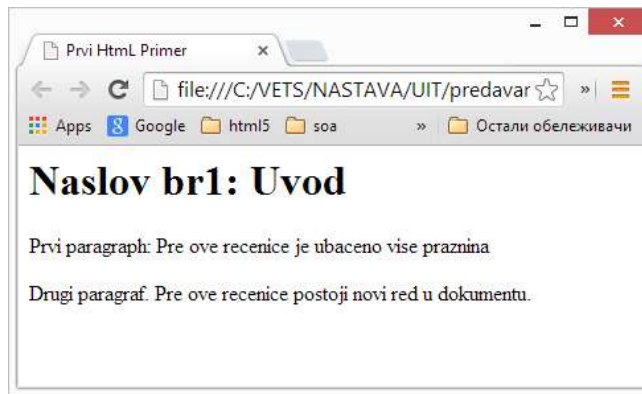 Prvi HtmL Primer
file:///C:/VETS/NASTAVA/UIT/predavar
Apps Google html5 soa » Остали обележивачи
Naslov br1: Uvod
Prvi paragraph: Pre ove recenice je ubaceno vise praznina
Drugi paragraf. Pre ove recenice postoji novi red u dokumentu.